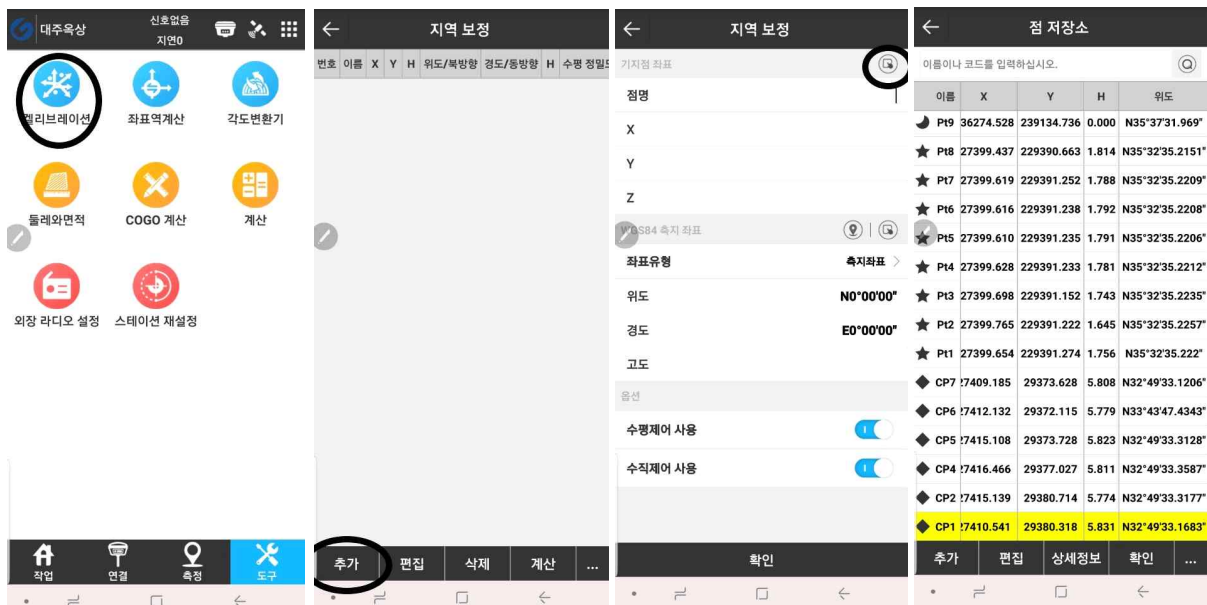 대주옥상
신호없음
지연0
켈리브레이션
좌표역계산
각도변환기
둘레와면적
COGO 계산
계산
외장 라디오 설정
스테이션 재설정
작업
연결
측정
도구
지역 보정
번호 이름 X Y H 위도/북방향 경도/동방향 H 수평 정밀도
추가 편집 삭제 계산 ...
지역 보정
기지점 좌표
점명
X
Y
Z
WGS84 측지 좌표
좌표유형 측지좌표
위도 N0°00'00"
경도 E0°00'00"
고도
옵션
수평제어 사용
수직제어 사용
확인
점 저장소
이름이나 코드를 입력하십시오.
이름 X Y H 위도
Pt9 36274.528 239134.736 0.000 N35°37'31.969"
Pt8 27399.437 229390.663 1.814 N35°32'35.2151"
Pt7 27399.619 229391.252 1.788 N35°32'35.2209"
Pt6 27399.616 229391.238 1.792 N35°32'35.2208"
Pt5 27399.610 229391.235 1.791 N35°32'35.2206"
Pt4 27399.628 229391.233 1.781 N35°32'35.2212"
Pt3 27399.698 229391.152 1.743 N35°32'35.2235"
Pt2 27399.765 229391.222 1.645 N35°32'35.2257"
Pt1 27399.654 229391.274 1.756 N35°32'35.222"
CP7 27409.185 29373.628 5.808 N32°49'33.1206"
CP6 27412.132 29372.115 5.779 N33°43'47.4343"
CP5 27415.108 29373.728 5.823 N32°49'33.3128"
CP4 27416.466 29377.027 5.811 N32°49'33.3587"
CP2 27415.139 29380.714 5.774 N32°49'33.3177"
CP1 27410.541 29380.318 5.831 N32°49'33.1683"
추가 편집 상세정보 확인 ...